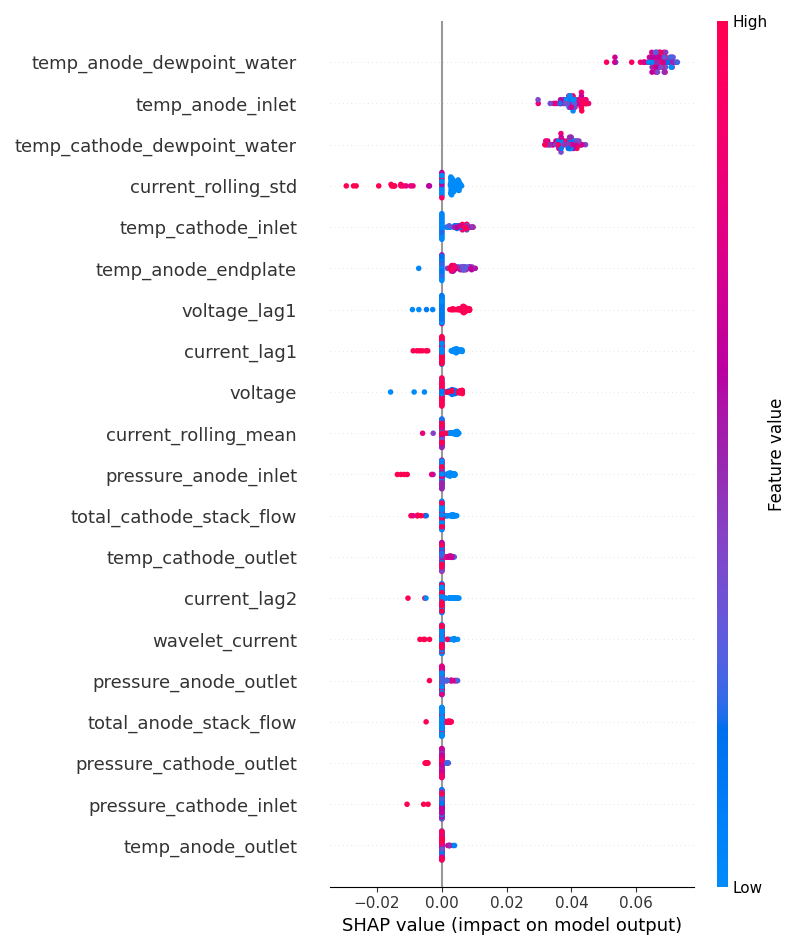 High
temp_anode_dewpoint_water
temp_anode_inlet
temp_cathode_dewpoint_water
current_rolling_std
temp_cathode_inlet
temp_anode_endplate
voltage_lag1
current_lag1
voltage
current_rolling_mean
pressure_anode_inlet
total_cathode_stack_flow
temp_cathode_outlet
current_lag2
wavelet_current
pressure_anode_outlet
total_anode_stack_flow
pressure_cathode_outlet
pressure_cathode_inlet
temp_anode_outlet
Feature value
Low
−0.02 0.00 0.02 0.04 0.06
SHAP value (impact on model output)